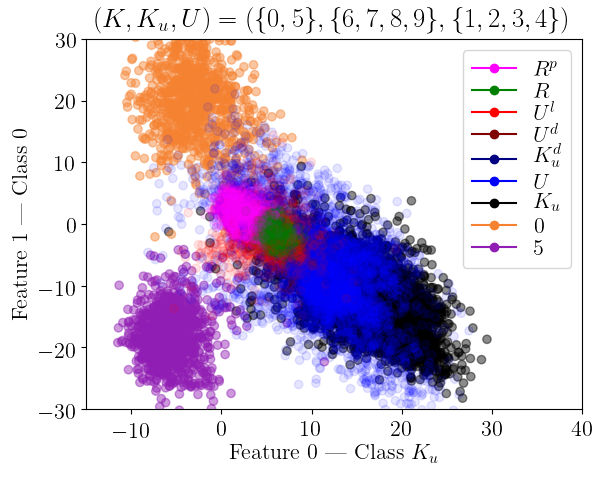 (K, K_u, U) = ({0, 5}, {6, 7, 8, 9}, {1, 2, 3, 4})
30
20
10
0
−10
−20
−30
Feature 1 — Class 0
R^p
R
U^l
U^d
K_u^d
U
K_u
0
5
−10
0
10
20
30
40
Feature 0 — Class K_u